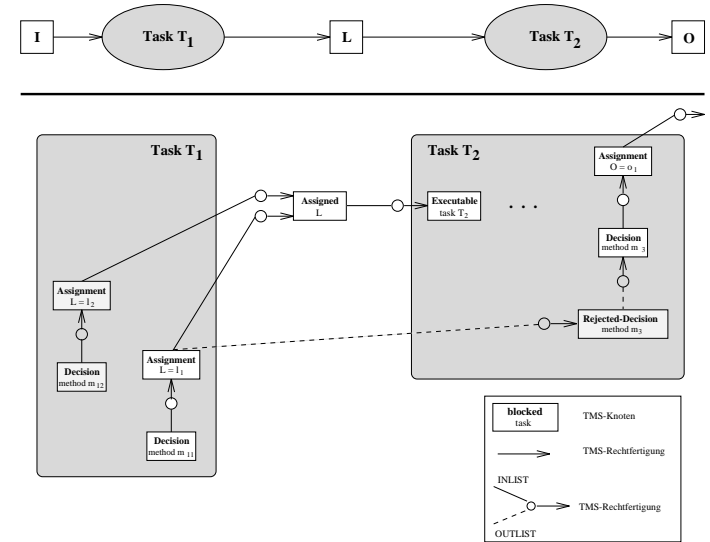 I
Task T1
L
Task T2
O
Task T1
Task T2
Assignment
O = o1
Assigned
L
Executable
task T2
. . .
Decision
method m3
Assignment
L = l2
Rejected-Decision
method m3
Assignment
L = l1
Decision
method m12
Decision
method m11
blocked
task
TMS-Knoten
TMS-Rechtfertigung
INLIST
TMS-Rechtfertigung
OUTLIST